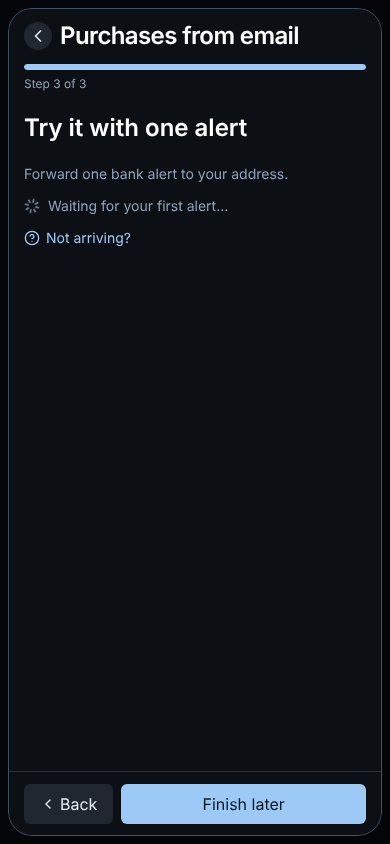 Purchases from email
Step 3 of 3
Try it with one alert
Forward one bank alert to your address.
Waiting for your first alert...
Not arriving?
Back
Finish later